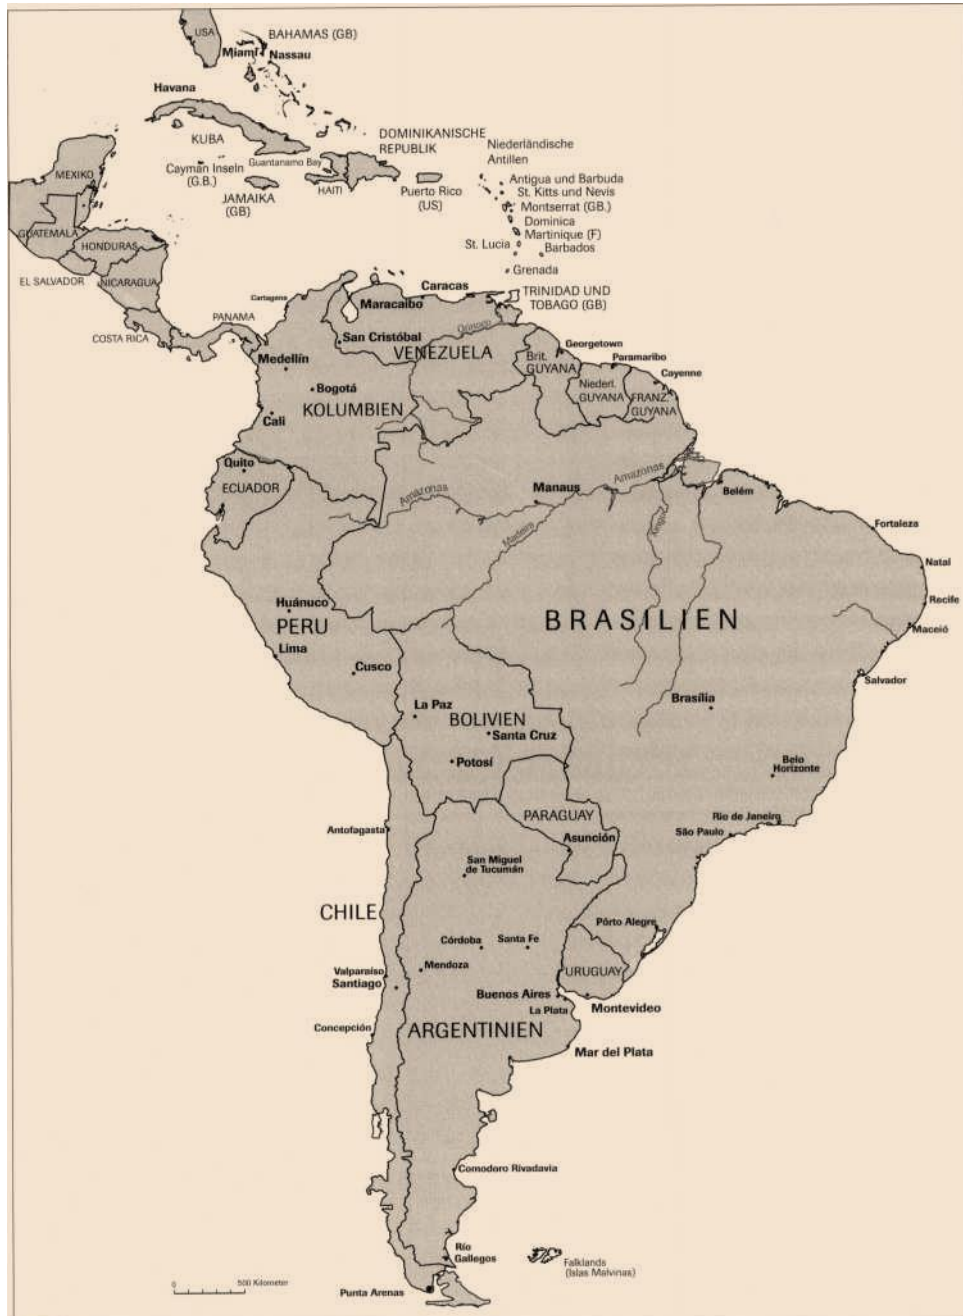 USA
BAHAMAS (GB)
Miami
Nassau
Havana
KUBA
DOMINIKANISCHE
REPUBLIK
Niederländische
Antillen
MEXIKO
Cayman Inseln
(G.B.)
Guantanamo Bay
JAMAIKA
(GB)
HAITI
Puerto Rico
(US)
Antigua und Barbuda
St. Kitts und Nevis
Montserrat (GB.)
Dominica
Martinique (F)
St. Lucia
Barbados
Grenada
GUATEMALA
HONDURAS
EL SALVADOR
NICARAGUA
COSTA RICA
PANAMA
Cartagena
Maracaibo
Caracas
TRINIDAD UND
TOBAGO (GB)
San Cristóbal
Orinoco
VENEZUELA
Georgetown
Brit.
GUYANA
Paramaribo
Niederl.
GUYANA
Cayenne
FRANZ.
GUYANA
Medellín
Bogotá
KOLUMBIEN
Cali
Quito
ECUADOR
Amazonas
Manaus
Amazonas
Belém
Madeira
Xingu
Fortaleza
Natal
Recife
Maceió
Salvador
Huánuco
PERU
Lima
Cusco
BRASILIEN
Brasília
La Paz
BOLIVIEN
Santa Cruz
Potosí
Belo
Horizonte
PARAGUAY
Asunción
Rio de Janeiro
São Paulo
Antofagasta
San Miguel
de Tucumán
CHILE
Pôrto Alegre
Córdoba
Santa Fe
Mendoza
URUGUAY
Valparaíso
Santiago
Buenos Aires
La Plata
Montevideo
Concepción
ARGENTINIEN
Mar del Plata
Comodoro Rivadavia
Río
Gallegos
Falklands
(Islas Malvinas)
0 500 Kilometer
Punta Arenas